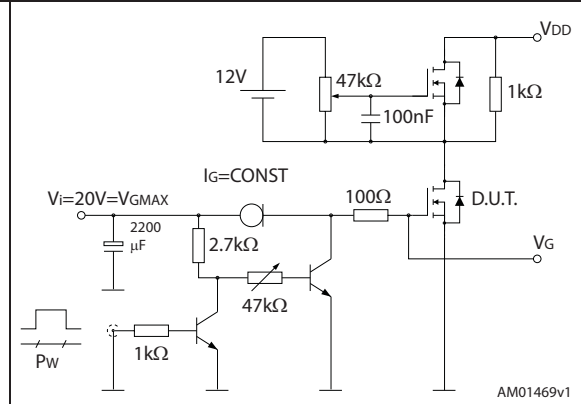 VDD
12V
47kΩ
1kΩ
100nF
IG=CONST
Vi=20V=VGMAX
100Ω
D.U.T.
2200
μF
2.7kΩ
VG
47kΩ
1kΩ
PW
AM01469v1